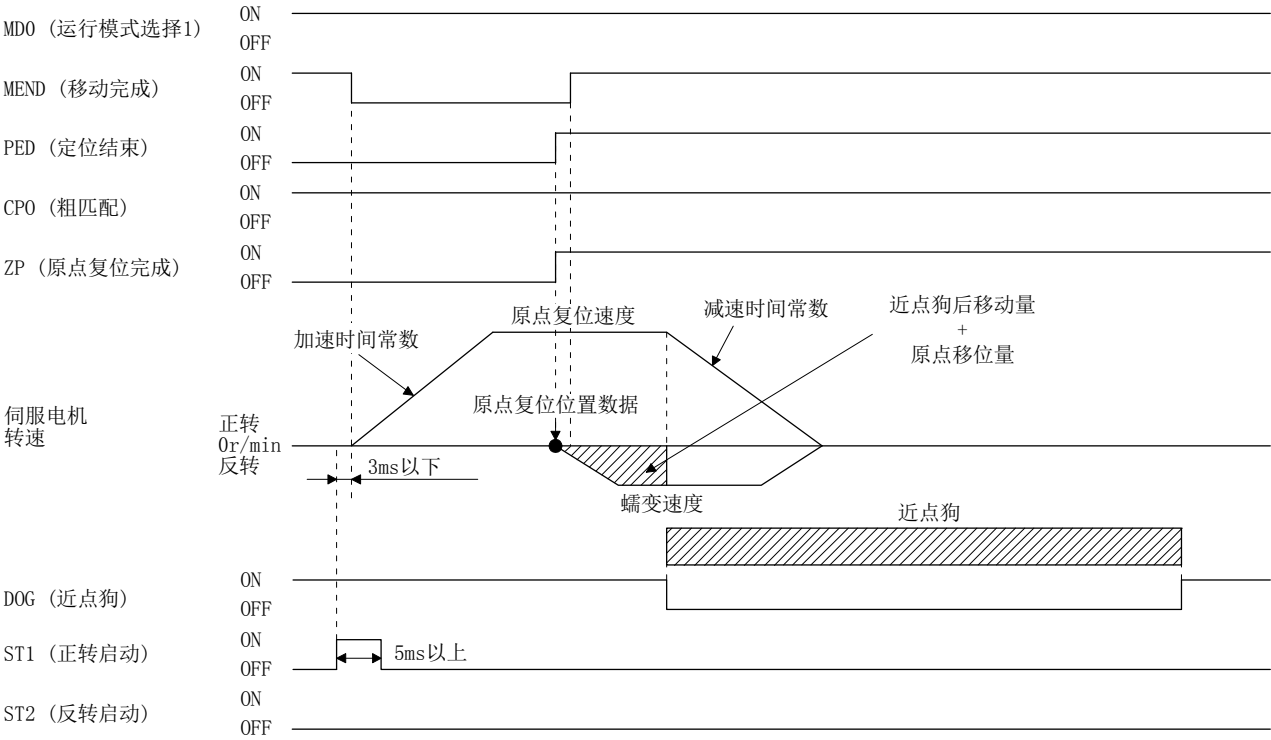 MD0 (运行模式选择1)
ON
OFF
MEND (移动完成)
ON
OFF
PED (定位结束)
ON
OFF
CPO (粗匹配)
ON
OFF
ZP (原点复位完成)
ON
OFF
加速时间常数
原点复位速度
减速时间常数
近点狗后移动量
+
原点移位量
原点复位位置数据
伺服电机
转速
正转
0r/min
反转
3ms以下
蠕变速度
近点狗
DOG (近点狗)
ON
OFF
ST1 (正转启动)
ON
OFF
5ms以上
ST2 (反转启动)
ON
OFF